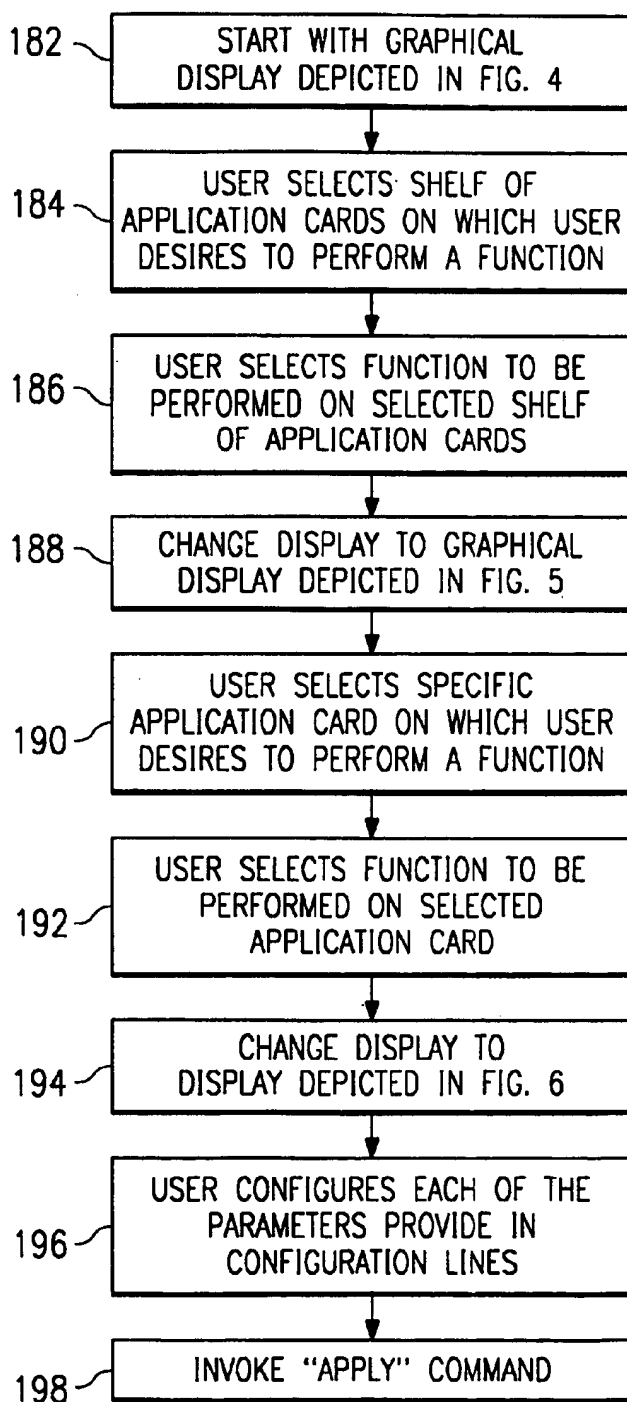 182
START WITH GRAPHICAL
DISPLAY DEPICTED IN FIG. 4
184
USER SELECTS SHELF OF
APPLICATION CARDS ON WHICH USER
DESIRES TO PERFORM A FUNCTION
186
USER SELECTS FUNCTION TO BE
PERFORMED ON SELECTED SHELF
OF APPLICATION CARDS
188
CHANGE DISPLAY TO GRAPHICAL
DISPLAY DEPICTED IN FIG. 5
190
USER SELECTS SPECIFIC
APPLICATION CARD ON WHICH USER
DESIRES TO PERFORM A FUNCTION
192
USER SELECTS FUNCTION TO BE
PERFORMED ON SELECTED
APPLICATION CARD
194
CHANGE DISPLAY TO
DISPLAY DEPICTED IN FIG. 6
196
USER CONFIGURES EACH OF THE
PARAMETERS PROVIDE IN
CONFIGURATION LINES
198
INVOKE "APPLY" COMMAND